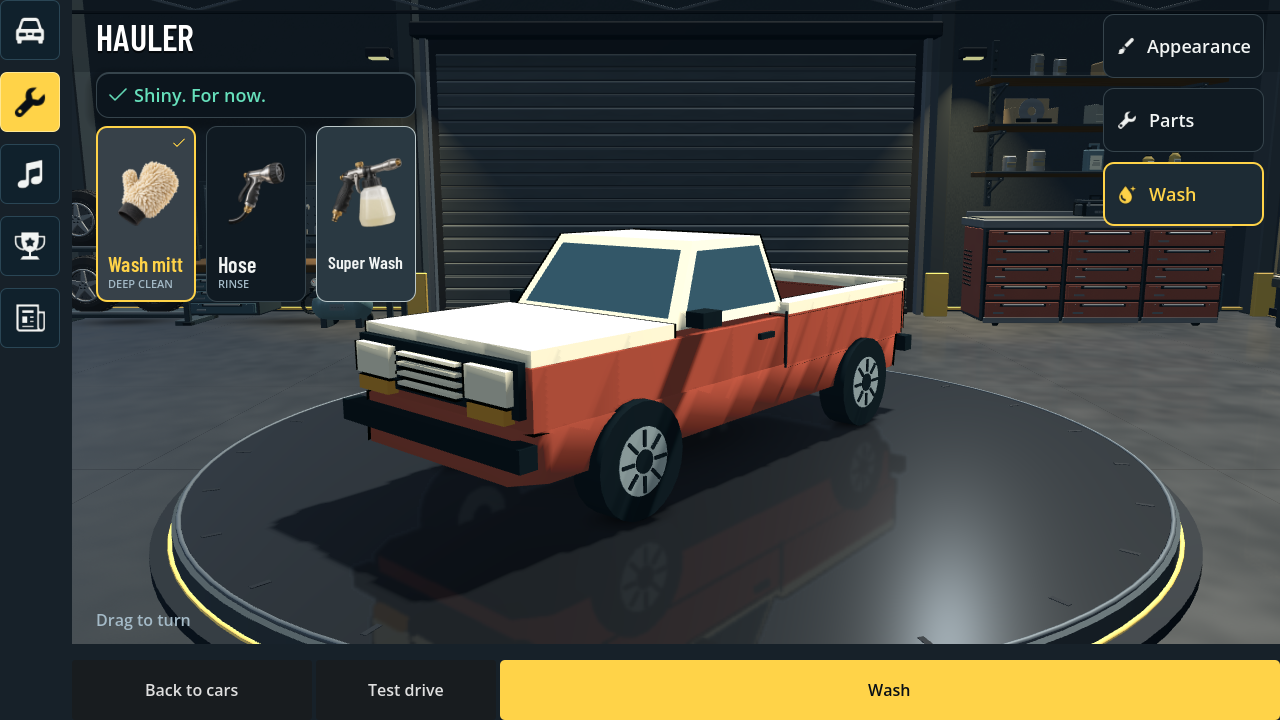 HAULER
Shiny. For now.
Wash mitt
DEEP CLEAN
Hose
RINSE
Super Wash
Appearance
Parts
Wash
Drag to turn
Back to cars
Test drive
Wash